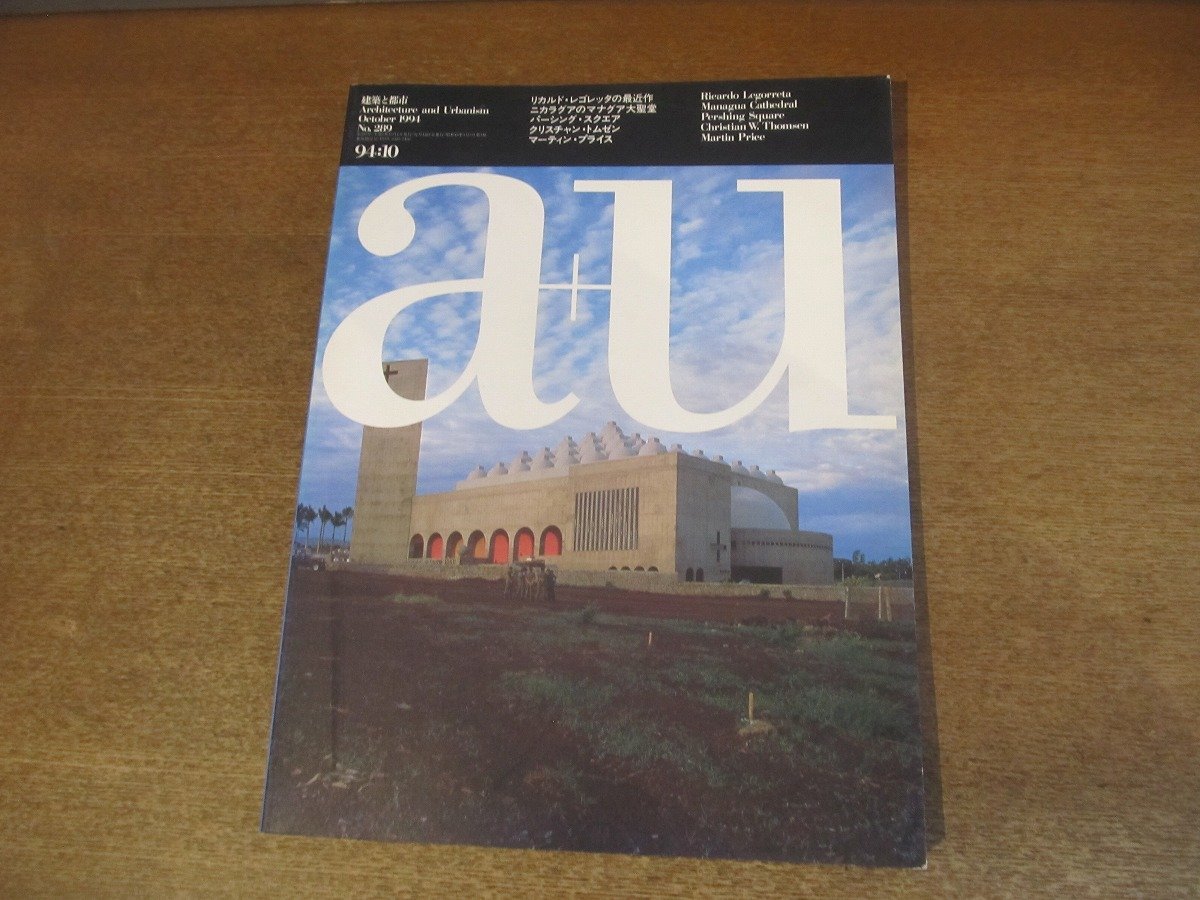 建築と都市
Architecture and Urbanism
October 1994
No. 289
94:10
リカルド・レゴレッタの最近作
ニカラグアのマナグア大聖堂
パーシング・スクエア
クリスチャン・トムゼン
マーティン・プライス
Ricardo Legorreta
Managua Cathedral
Pershing Square
Christian W. Thomsen
Martin Price
a+u